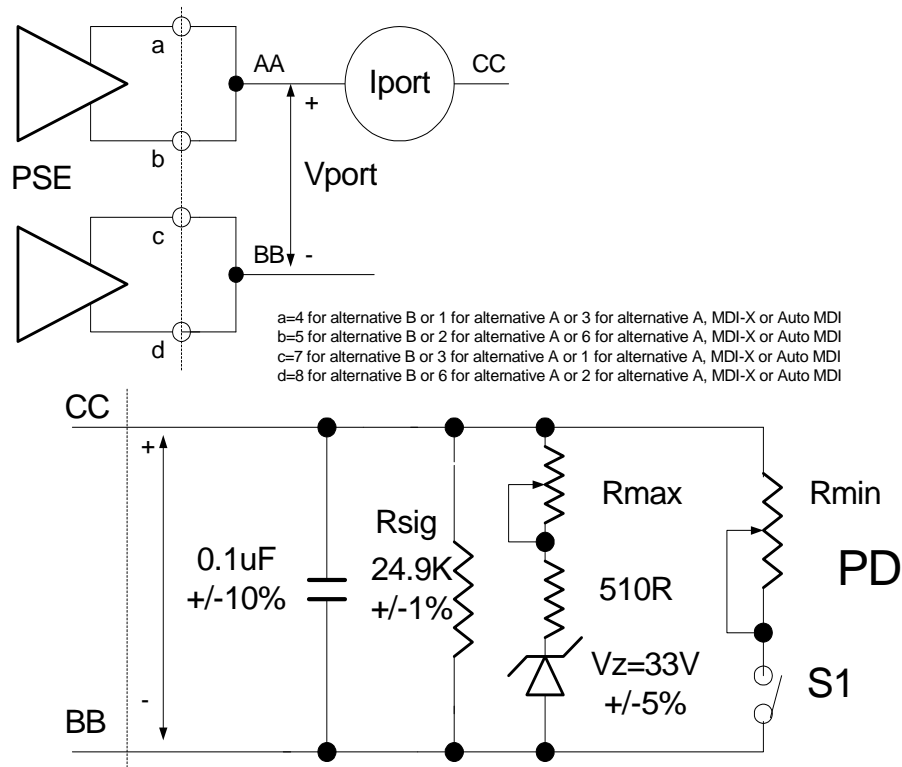 a
AA
Iport
CC
+
b
PSE
Vport
c
BB
-
d
a=4 for alternative B or 1 for alternative A or 3 for alternative A, MDI-X or Auto MDI
b=5 for alternative B or 2 for alternative A or 6 for alternative A, MDI-X or Auto MDI
c=7 for alternative B or 3 for alternative A or 1 for alternative A, MDI-X or Auto MDI
d=8 for alternative B or 6 for alternative A or 2 for alternative A, MDI-X or Auto MDI
CC
+
0.1uF
+/-10%
Rsig
24.9K
+/-1%
Rmax
510R
Vz=33V
+/-5%
Rmin
PD
S1
-
BB